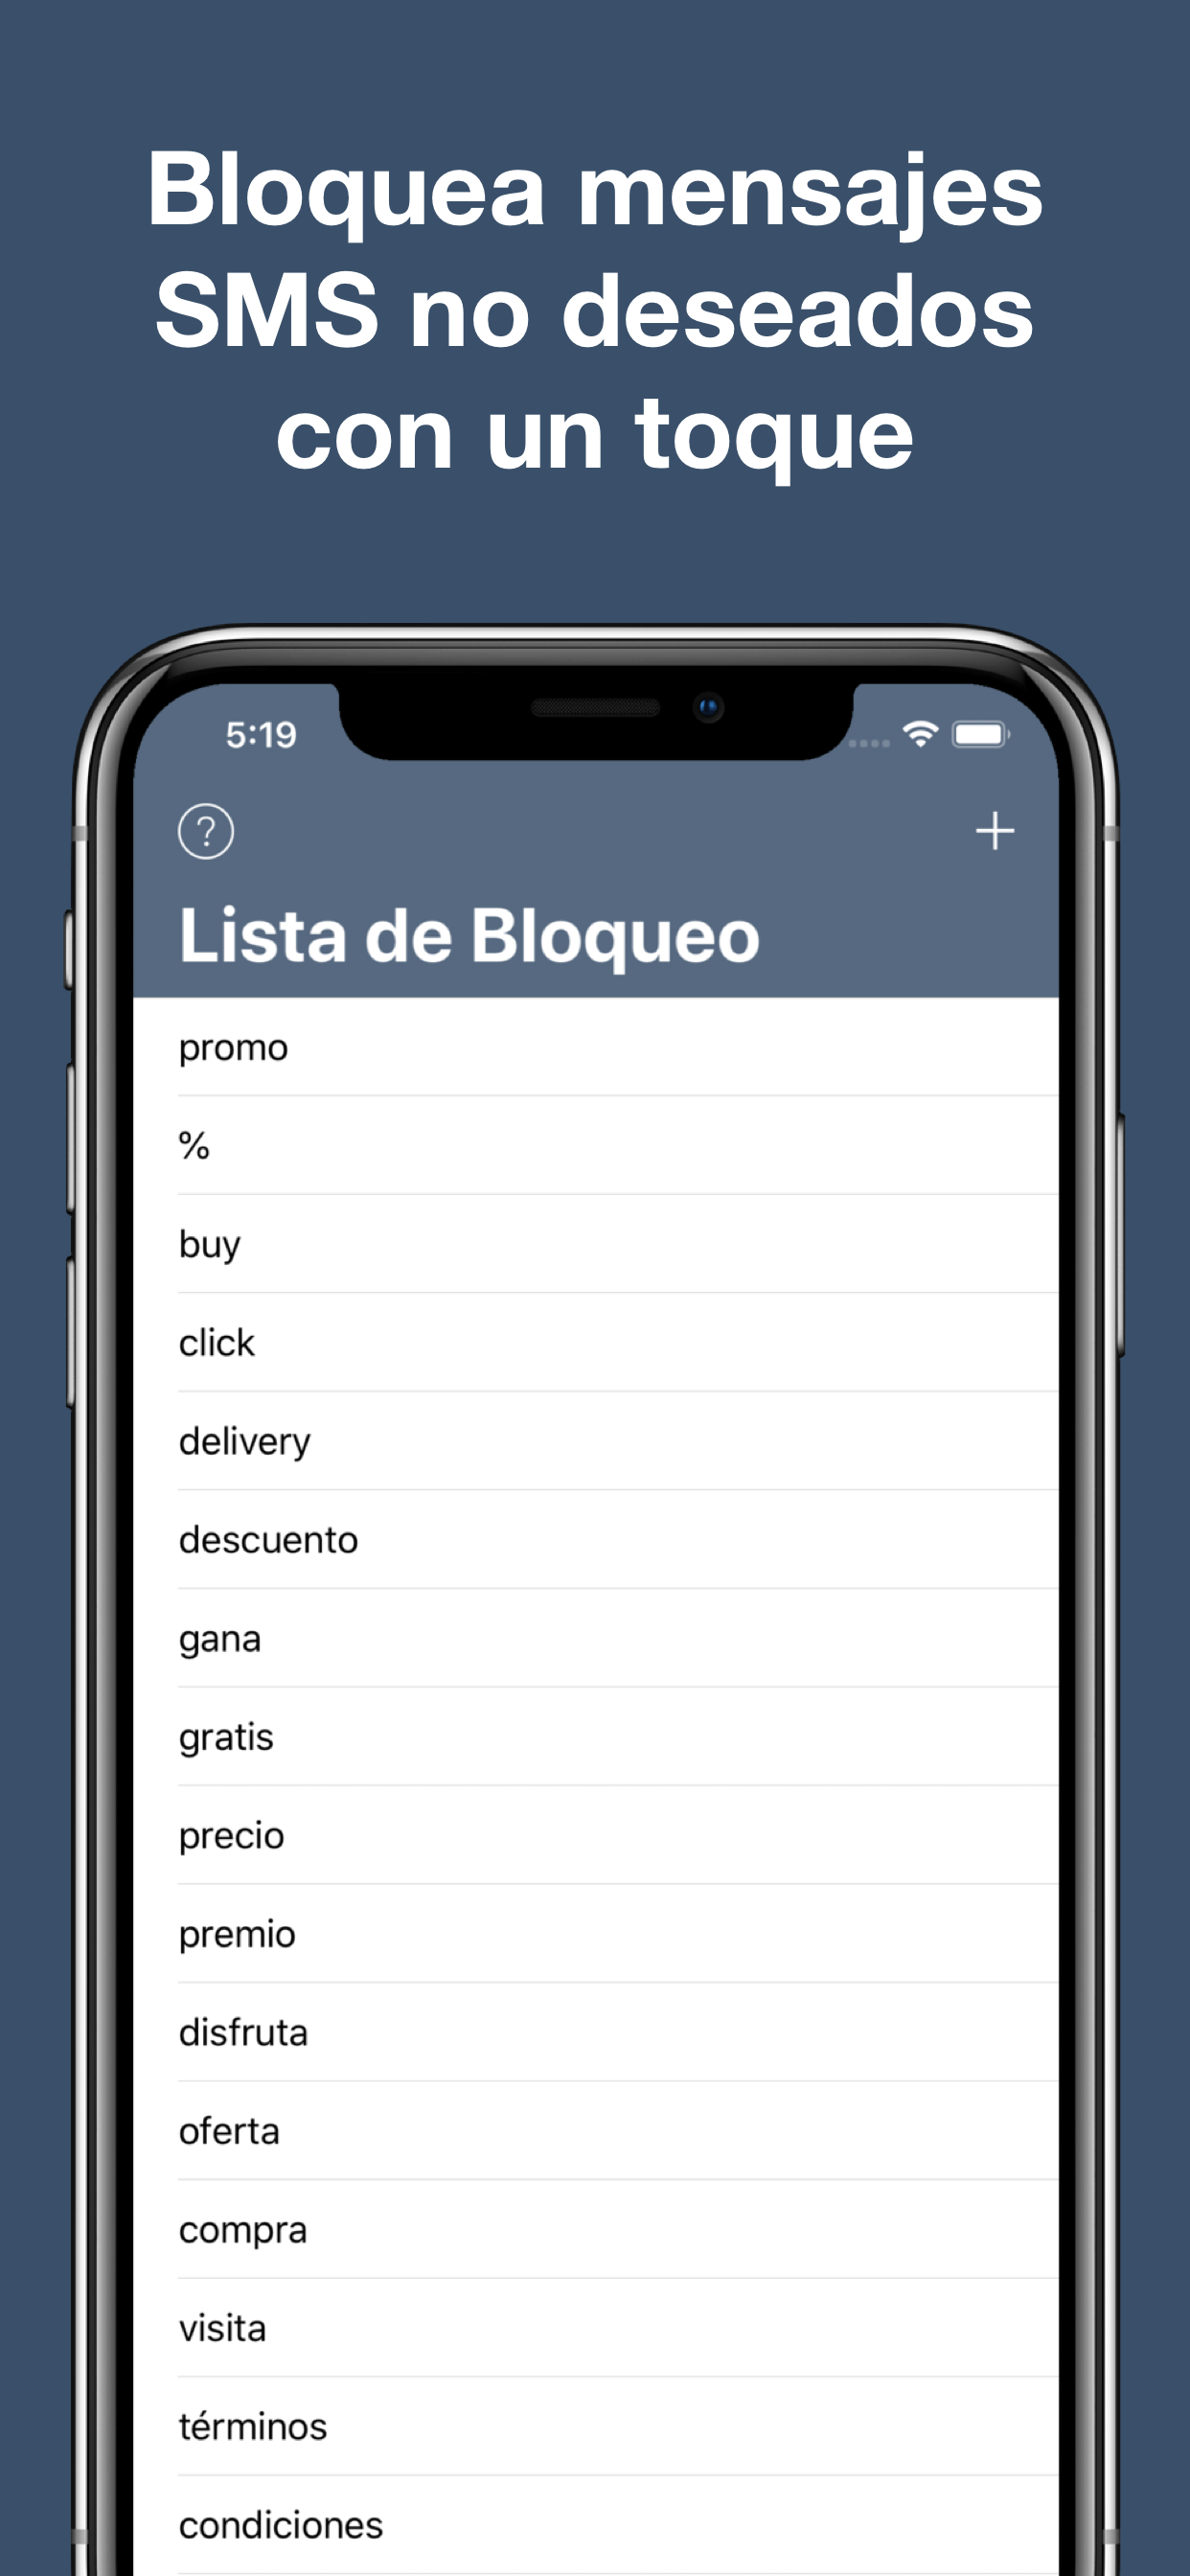 Bloquea mensajes
SMS no deseados
con un toque
5:19
?
+
Lista de Bloqueo
promo
%
buy
click
delivery
descuento
gana
gratis
precio
premio
disfruta
oferta
compra
visita
términos
condiciones